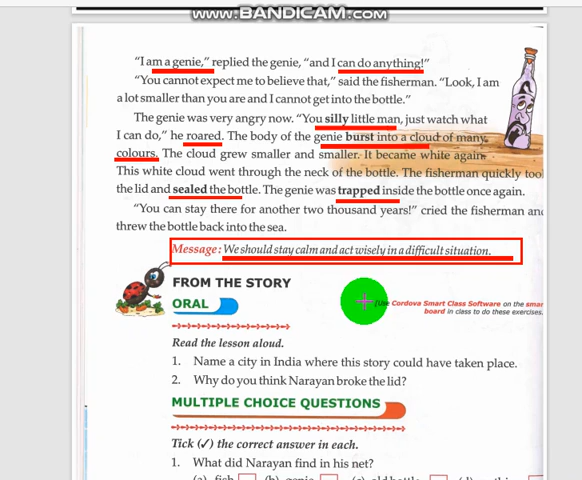 www.BANDICAM.com
"I am a genie," replied the genie, "and I can do anything!"
"You cannot expect me to believe that," said the fisherman. "Look, I am
a lot smaller than you are and I cannot get into the bottle."
The genie was very angry now. "You silly little man, just watch what
I can do," he roared. The body of the genie burst into a cloud of many
colours. The cloud grew smaller and smaller. It became white again.
This white cloud went through the neck of the bottle. The fisherman quickly
the lid and sealed the bottle. The genie was trapped inside the bottle once again.
"You can stay there for another two thousand years!" cried the fisherman and
threw the bottle back into the sea.
Message: We should stay calm and act wisely in a difficult situation.
FROM THE STORY
ORAL
Use Cordova Smart Class Software on the smar
board in class to do these exercises.
Read the lesson aloud.
1. Name a city in India where this story could have taken place.
2. Why do you think Narayan broke the lid?
MULTIPLE CHOICE QUESTIONS
Tick (✓) the correct answer in each.
1. What did Narayan find in his net?